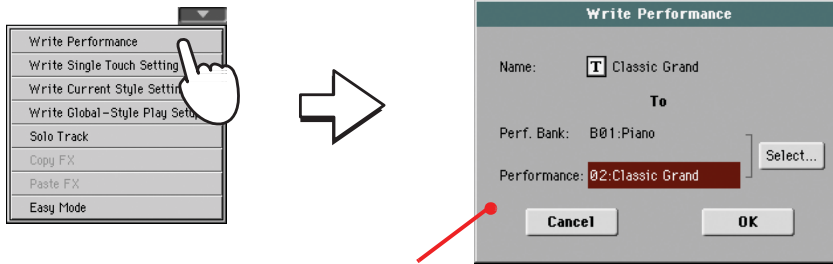 Write Performance
Write Single Touch Setting
Write Current Style Settin
Write Global-Style Play Setup
Solo Track
Copy FX
Paste FX
Easy Mode
Write Performance
Name: T Classic Grand
To
Perf. Bank: B01:Piano
Select...
Performance: 02:Classic Grand
Cancel OK